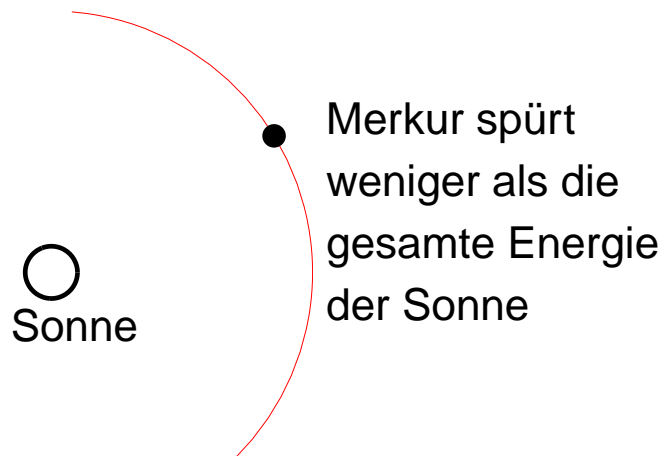 Merkur spürt
weniger als die
gesamte Energie
der Sonne
Sonne